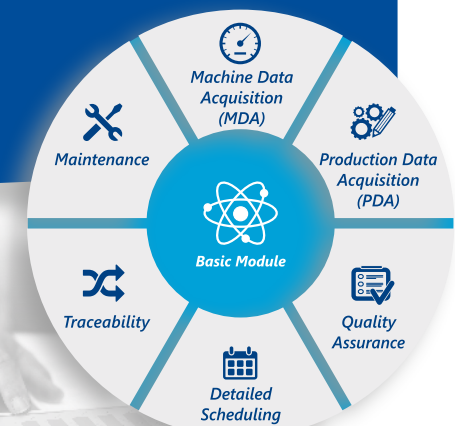 Machine Data
Acquisition
(MDA)
Maintenance
Production Data
Acquisition
(PDA)
Basic Module
Traceability
Quality
Assurance
Detailed
Scheduling